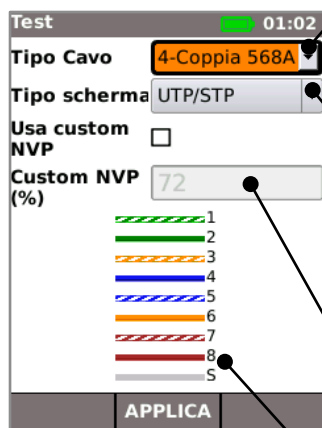 Test 01:02
Tipo Cavo 4-Coppia 568A
Tipo scherma UTP/STP
Usa custom
NVP
Custom NVP 72
(%)
1
2
3
4
5
6
7
8
S
APPLICA